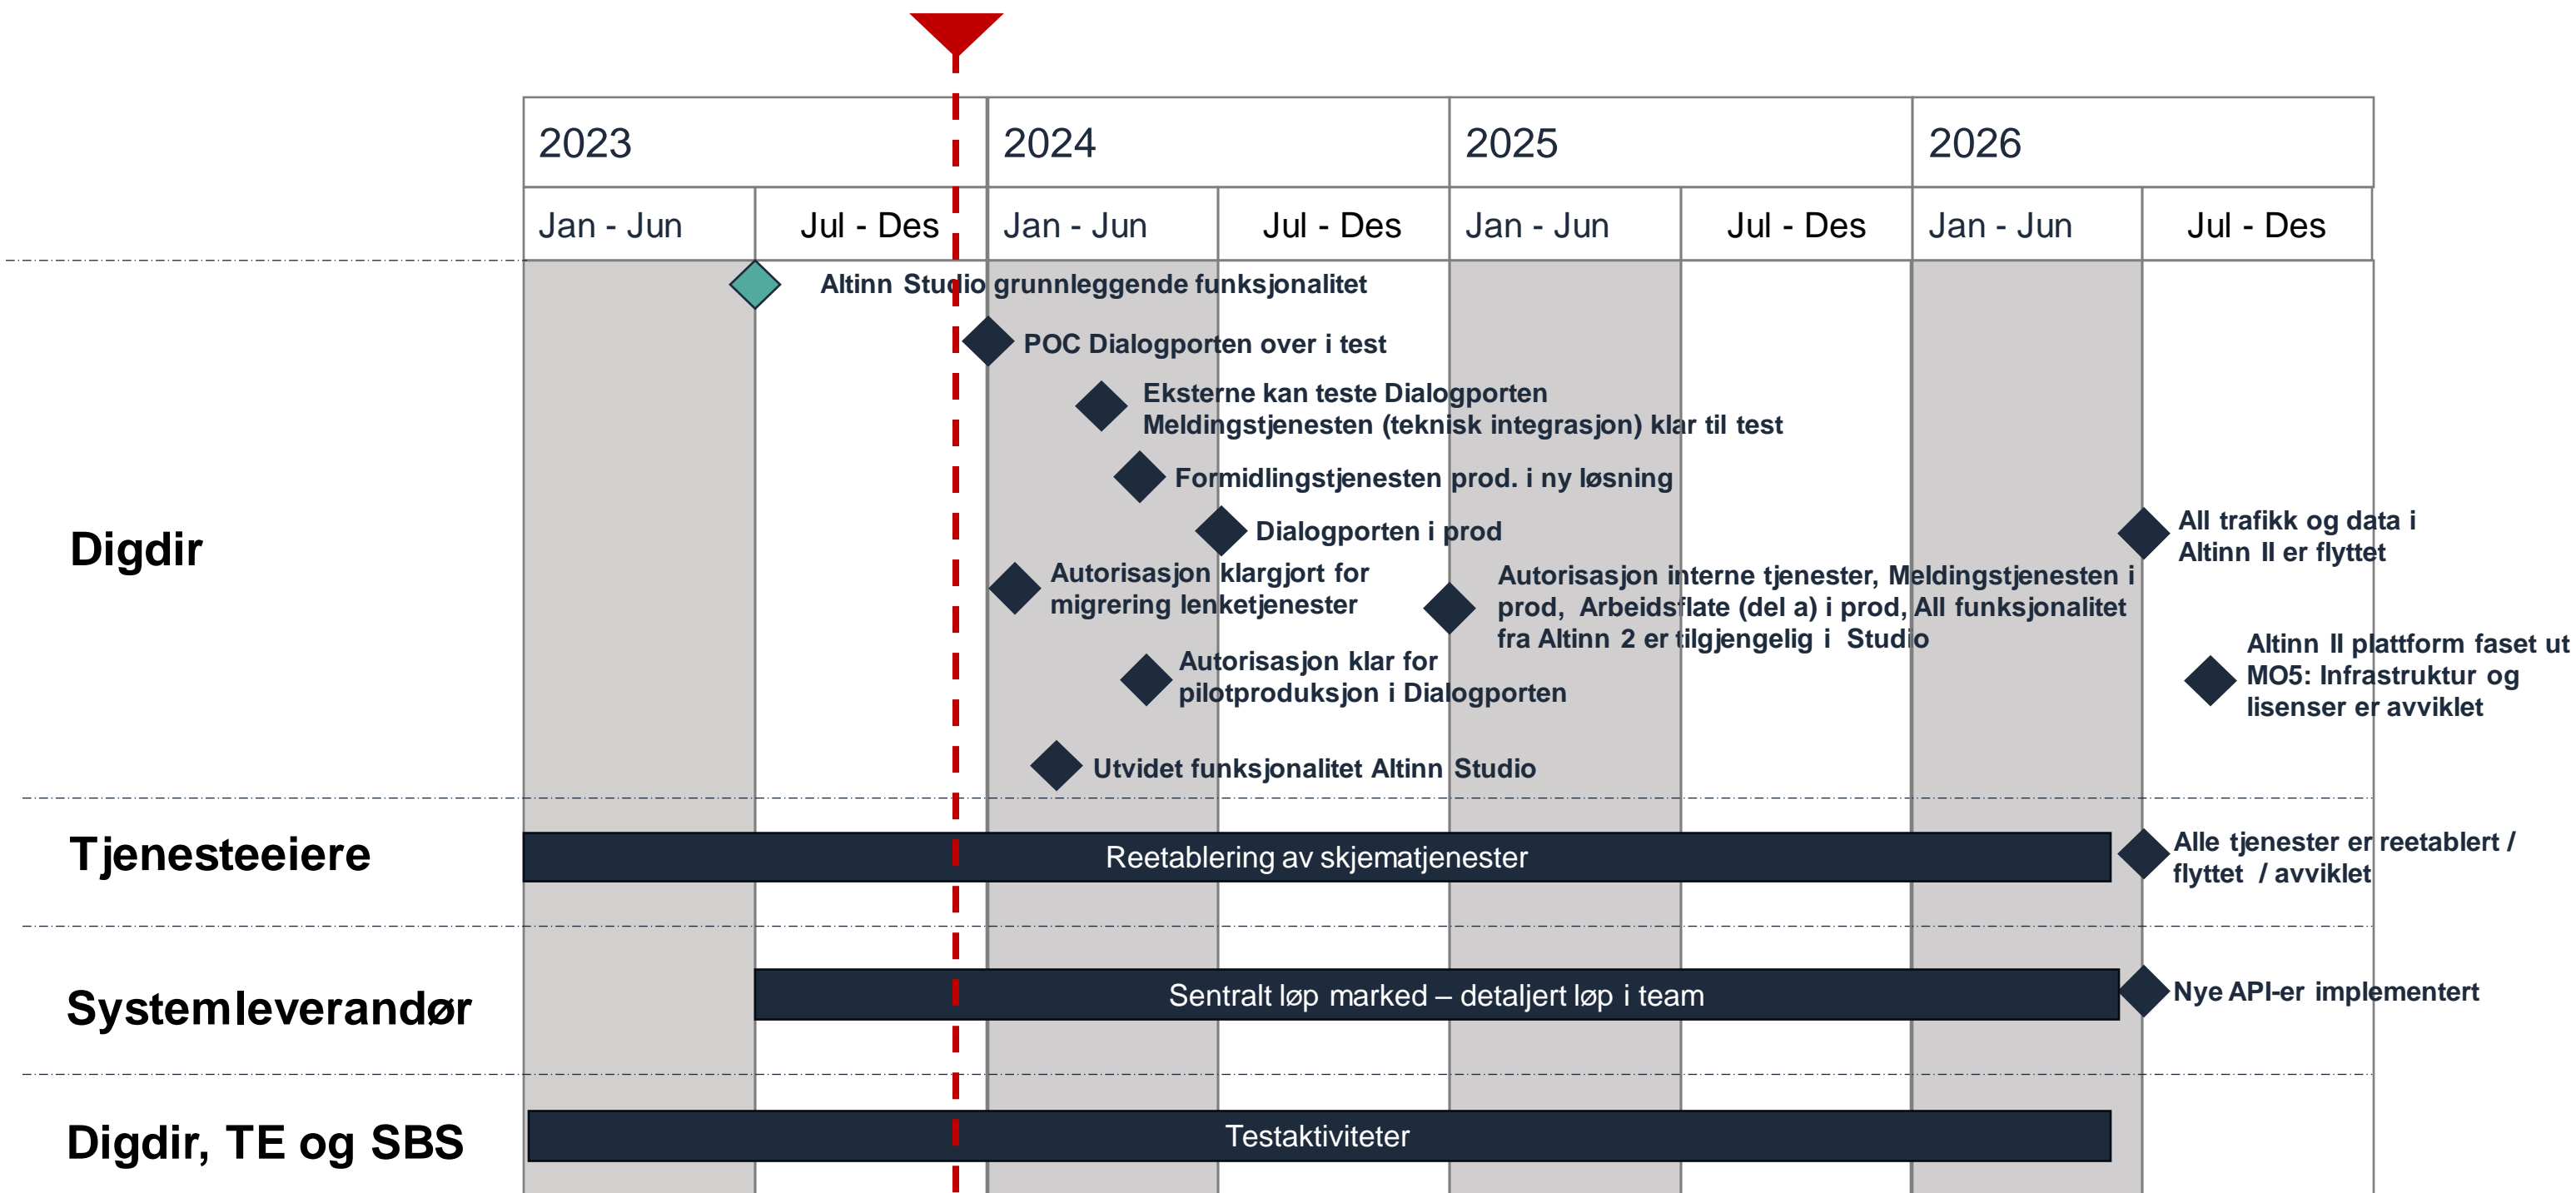 2023
2024
2025
2026
Jan - Jun
Jul - Des
Jan - Jun
Jul - Des
Jan - Jun
Jul - Des
Jan - Jun
Jul - Des
Digdir
Altinn Studio grunnleggende funksjonalitet
POC Dialogporten over i test
Eksterne kan teste Dialogporten
Meldingstjenesten (teknisk integrasjon) klar til test
Formidlingstjenesten prod. i ny løsning
Dialogporten i prod
Autorisasjon klargjort for
migrering lenketjenester
Autorisasjon interne tjenester, Meldingstjenesten i
prod, Arbeidsflate (del a) i prod, All funksjonalitet
fra Altinn 2 er tilgjengelig i Studio
All trafikk og data i
Altinn II er flyttet
Autorisasjon klar for
pilotproduksjon i Dialogporten
Altinn II plattform faset ut
MO5: Infrastruktur og
lisenser er avviklet
Utvidet funksjonalitet Altinn Studio
Tjenesteeiere
Reetablering av skjematjenester
Alle tjenester er reetablert /
flyttet / avviklet
Systemleverandør
Sentralt løp marked – detaljert løp i team
Nye API-er implementert
Digdir, TE og SBS
Testaktiviteter